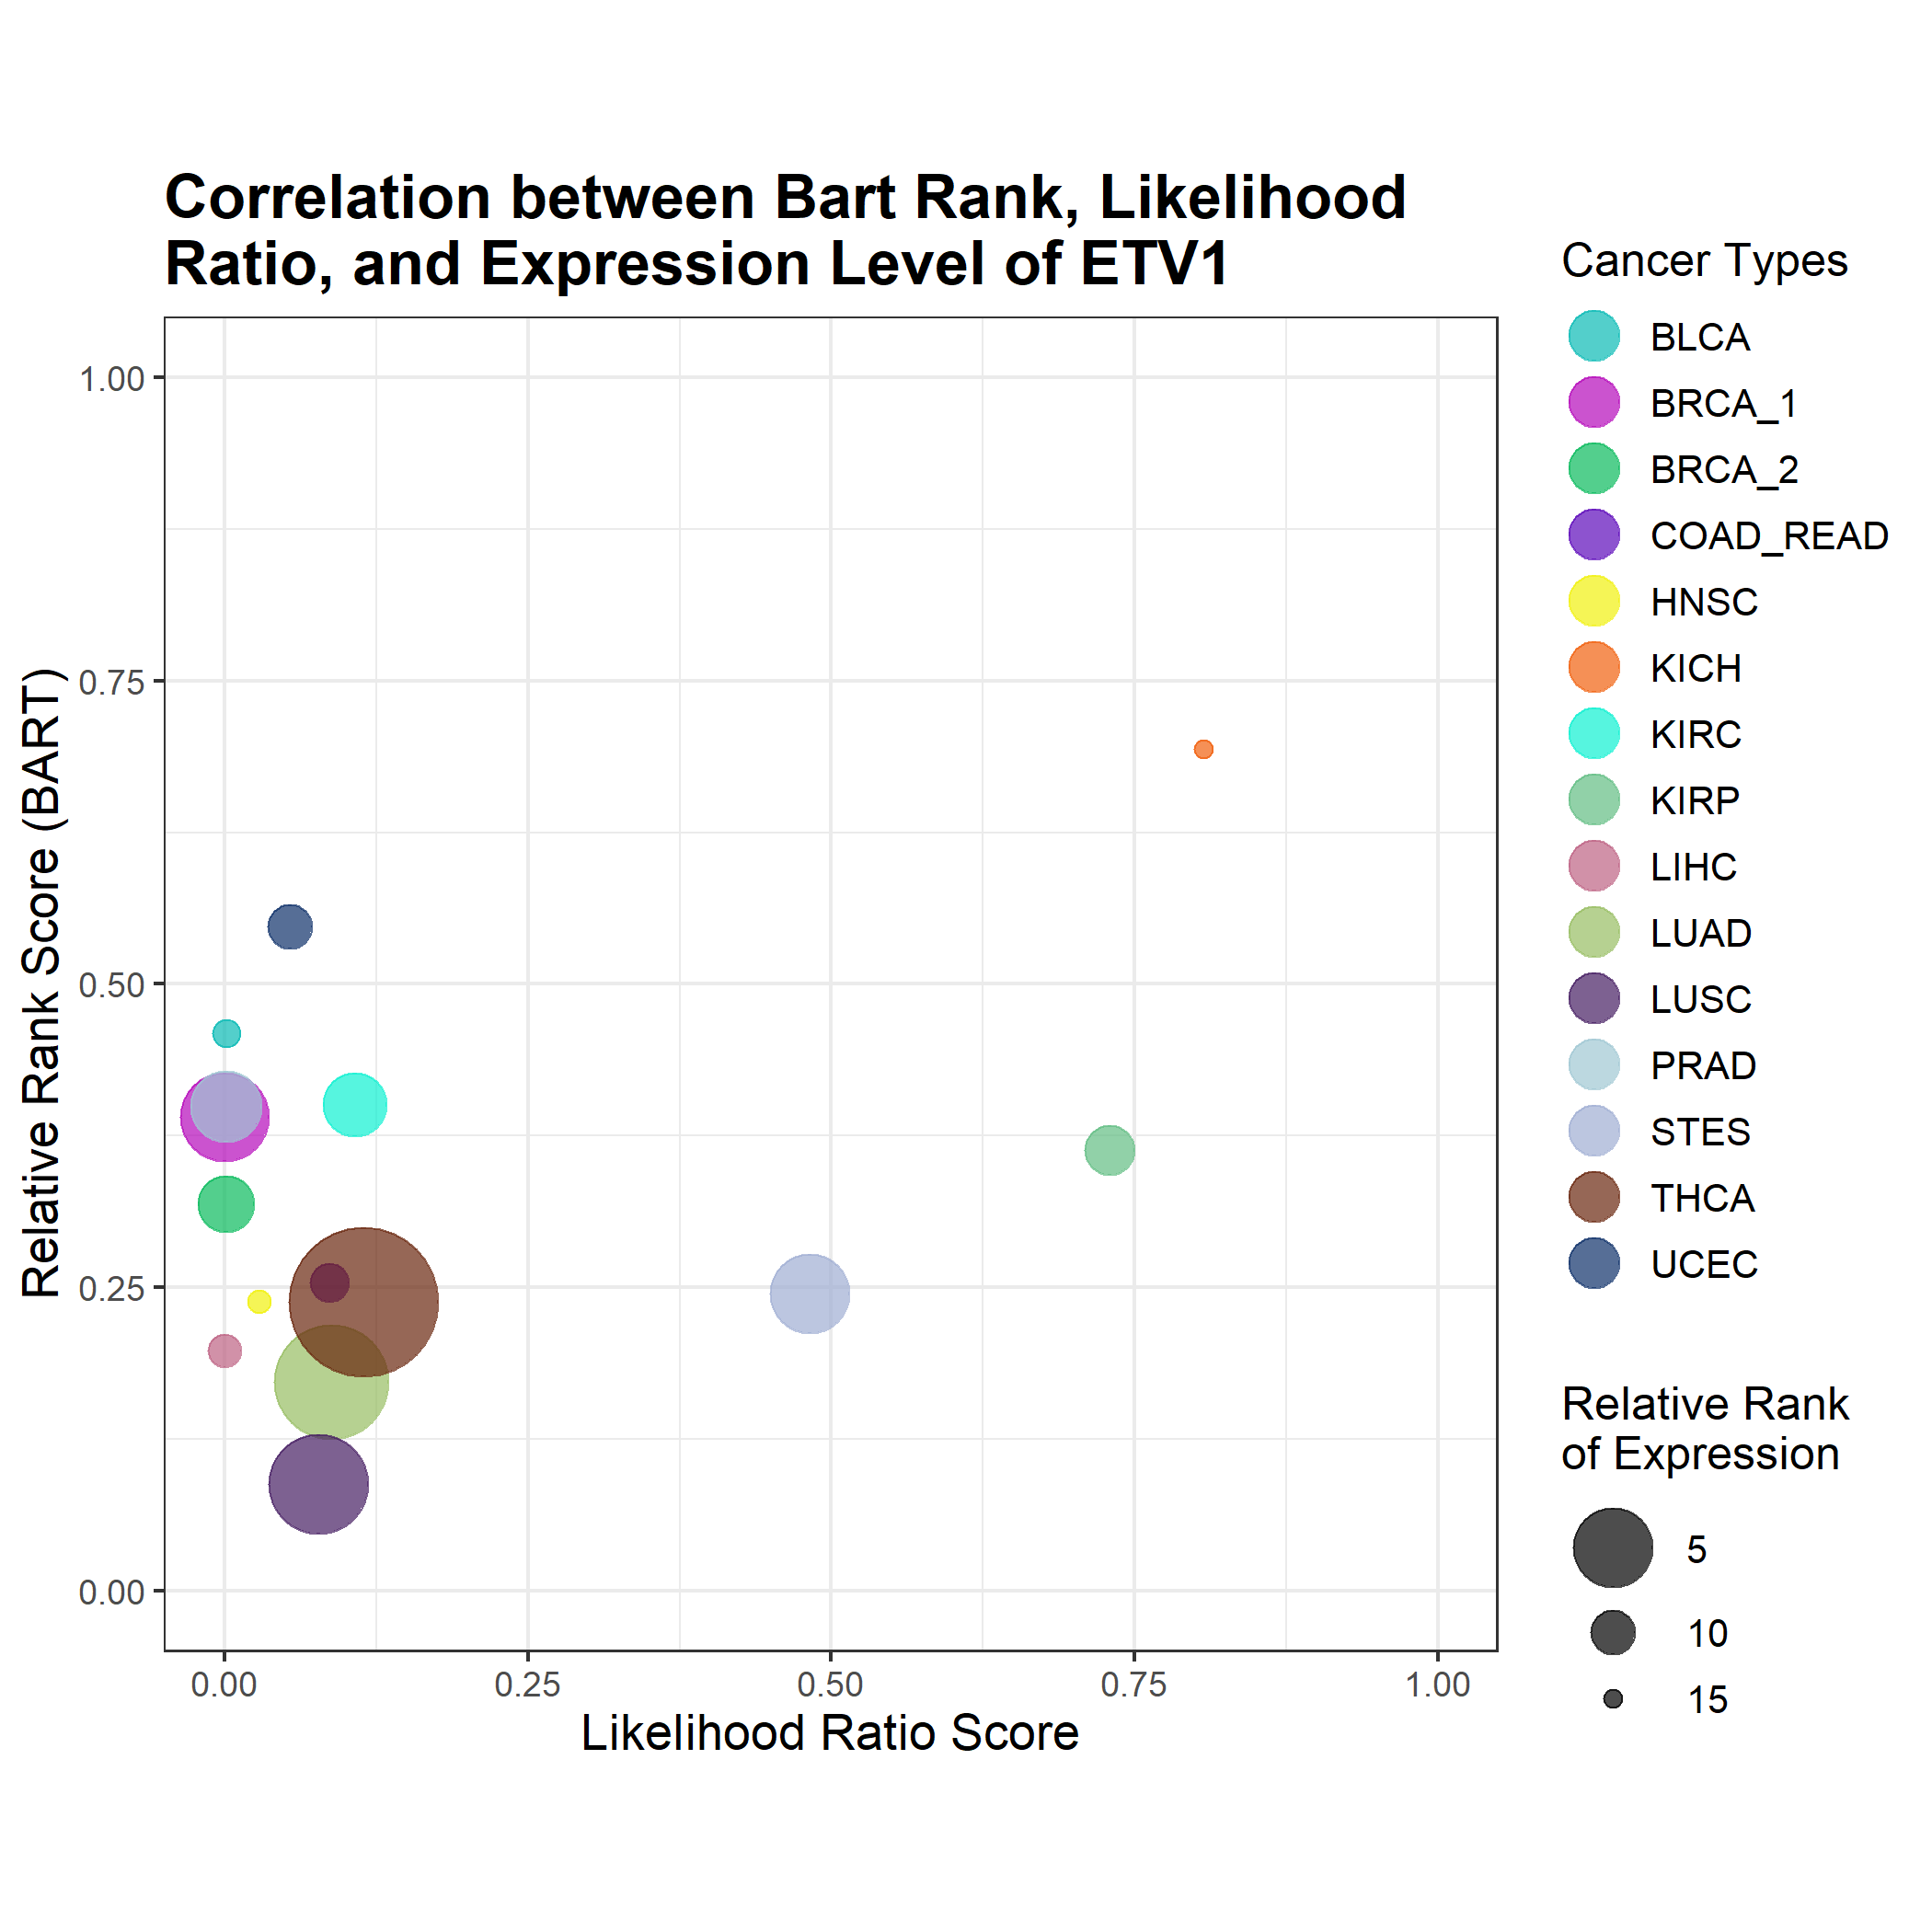 Correlation between Bart Rank, Likelihood
Ratio, and Expression Level of ETV1
Relative Rank Score (BART)
1.00
0.75
0.50
0.25
0.00
0.00
0.25
0.50
0.75
1.00
Likelihood Ratio Score
Cancer Types
BLCA
BRCA_1
BRCA_2
COAD_READ
HNSC
KICH
KIRC
KIRP
LIHC
LUAD
LUSC
PRAD
STES
THCA
UCEC
Relative Rank
of Expression
5
10
15